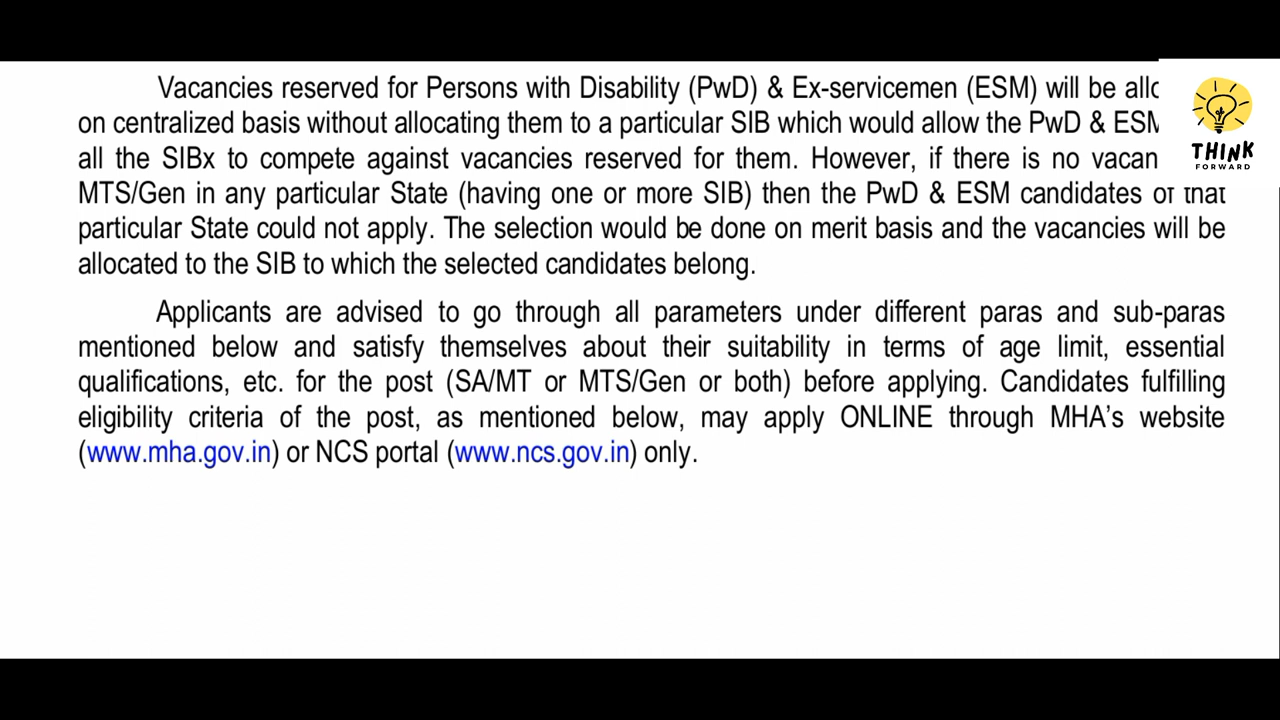 Vacancies reserved for Persons with Disability (PwD) & Ex-servicemen (ESM) will be
on centralized basis without allocating them to a particular SIB which would allow the PwD & ESM
all the SIBx to compete against vacancies reserved for them. However, if there is no
MTS/Gen in any particular State (having one or more SIB) then the PwD & ESM candidates of that
particular State could not apply. The selection would be done on merit basis and the vacancies will be
allocated to the SIB to which the selected candidates belong.
Applicants are advised to go through all parameters under different paras and sub-paras
mentioned below and satisfy themselves about their suitability in terms of age limit, essential
qualifications, etc. for the post (SA/MT or MTS/Gen or both) before applying. Candidates fulfilling
eligibility criteria of the post, as mentioned below, may apply ONLINE through MHA’s website
(www.mha.gov.in) or NCS portal (www.ncs.gov.in) only.
THINK
FORWARD